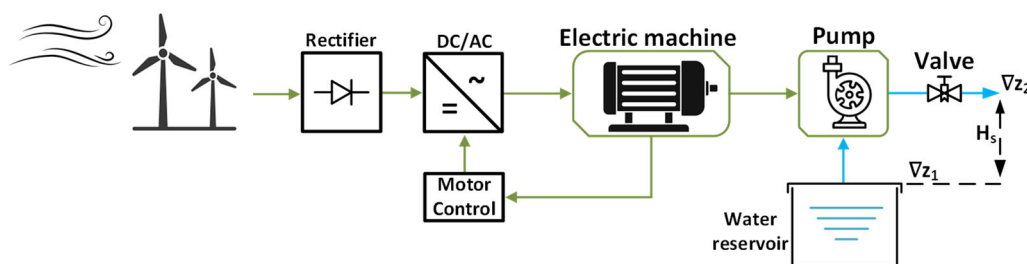 Rectifier
DC/AC
Electric machine
Pump
Valve
~
=
∇z₂
Hₛ
∇z₁
Motor
Control
Water
reservoir